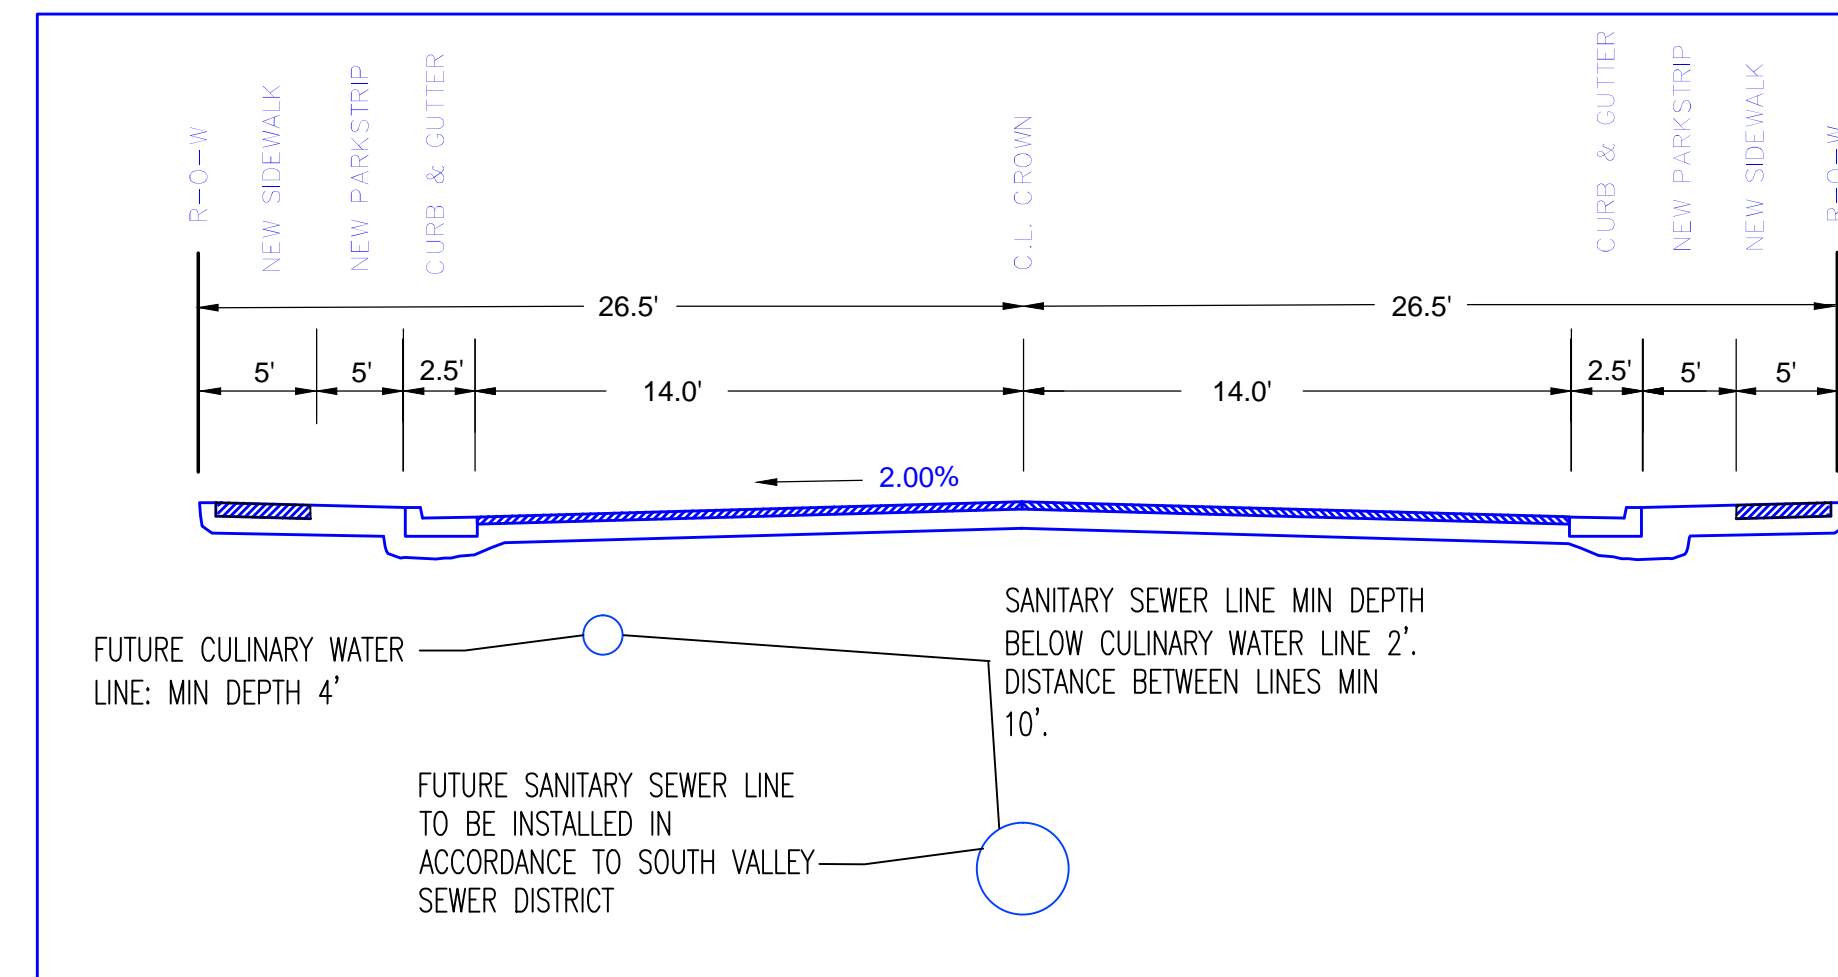 R-O-W
NEW SIDEWALK
NEW PARKSTRIP
CURB & GUTTER
C.L. CROWN
CURB & GUTTER
NEW PARKSTRIP
NEW SIDEWALK
R-O-W
26.5' 26.5'
5' 5' 2.5' 14.0' 14.0' 2.5' 5' 5'
2.00%
FUTURE CULINARY WATER
LINE: MIN DEPTH 4'
SANITARY SEWER LINE MIN DEPTH
BELOW CULINARY WATER LINE 2'.
DISTANCE BETWEEN LINES MIN
10'.
FUTURE SANITARY SEWER LINE
TO BE INSTALLED IN
ACCORDANCE TO SOUTH VALLEY
SEWER DISTRICT